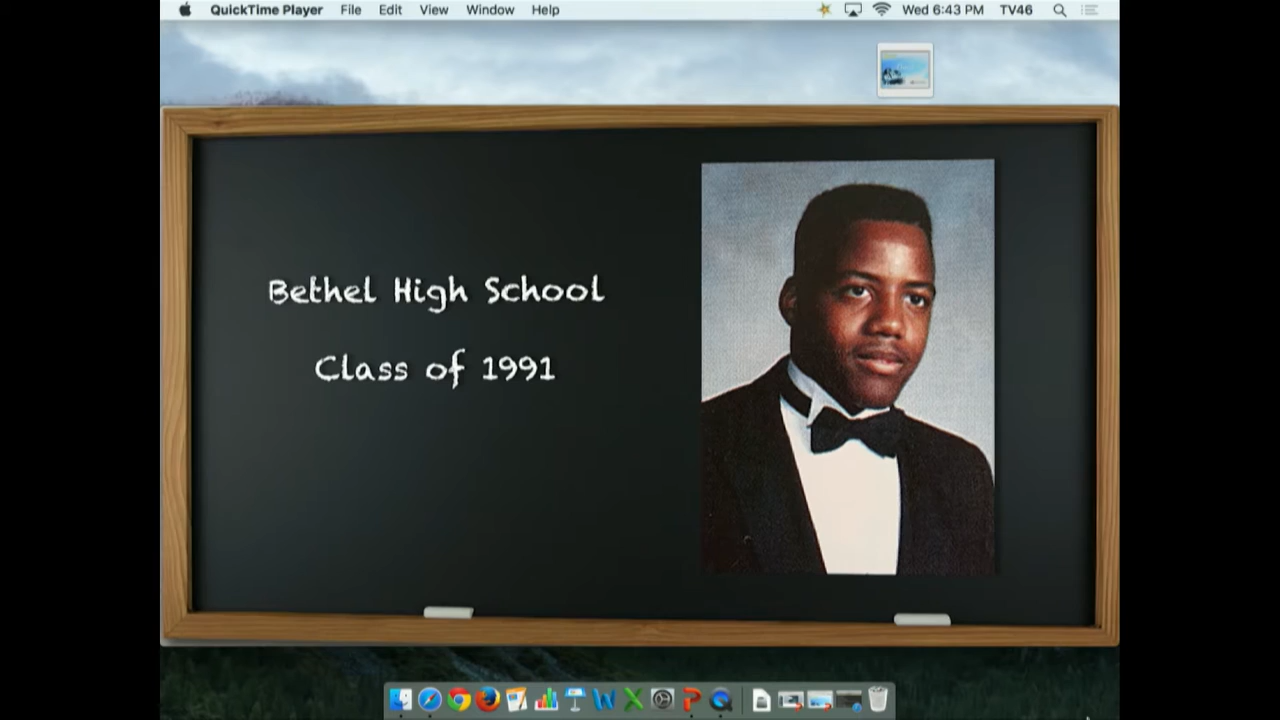 QuickTime Player File Edit View Window Help Wed 6:43 PM TV46
Bethel High School
Class of 1991